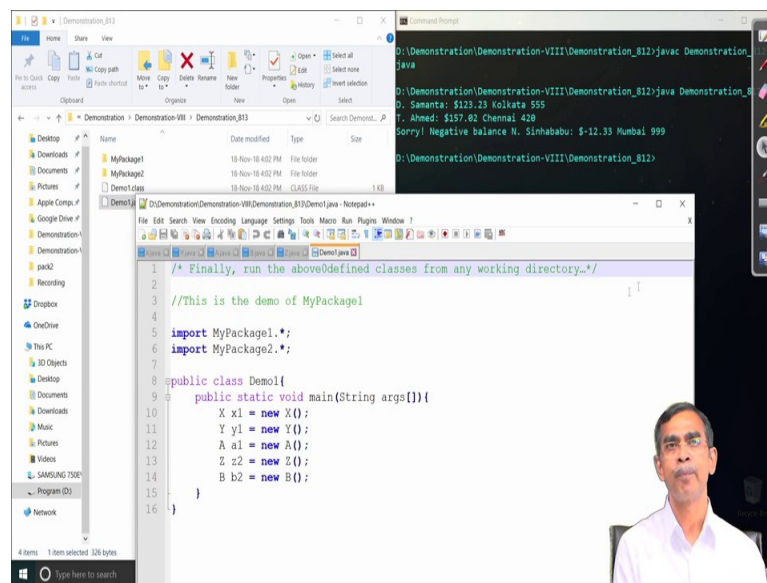 Demonstration_813
Command Prompt
File
Home
Share
View
Pin to Quick access
Copy
Paste
Cut
Copy path
Paste shortcut
Move to
Copy to
Delete
Rename
New folder
Properties
Open
Edit
History
Select all
Select none
Invert selection
Clipboard
Organize
New
Open
Select
« Demonstration > Demonstration-VIII > Demonstration_813
Search Demonst...
Name
Date modified
Type
Size
MyPackage1 18-Nov-18 4:02 PM File folder
MyPackage2 18-Nov-18 4:02 PM File folder
Demo1.class 18-Nov-18 4:02 PM CLASS File 1 KB
Desktop
Downloads
Documents
Pictures
Apple Compu
Google Drive
Demonstration-
Demonstration-
pack2
Recording
Dropbox
OneDrive
This PC
3D Objects
Desktop
Documents
Downloads
Music
Pictures
Videos
SAMSUNG 750E
Program (D:)
Network
4 items 1 item selected 326 bytes
Type here to search
D:\Demonstration\Demonstration-VIII\Demonstration_812>javac Demonstration_
java
D:\Demonstration\Demonstration-VIII\Demonstration_812>java Demonstration_8
D. Samanta: $123.23 Kolkata 555
T. Ahmed: $157.02 Chennai 420
Sorry! Negative balance N. Sinhababu: $-12.33 Mumbai 999
D:\Demonstration\Demonstration-VIII\Demonstration_812>
D:\Demonstration\Demonstration-VIII\Demonstration_813\Demo1.java - Notepad++
File Edit Search View Encoding Language Settings Tools Macro Run Plugins Window ? X
X.java Y.java A.java B.java Z.java Demo1.java
1 /* Finally, run the above0defined classes from any working directory…*/
2
3 //This is the demo of MyPackage1
4
5 import MyPackage1.*;
6 import MyPackage2.*;
7
8 public class Demo1{
9 public static void main(String args[]){
10 X x1 = new X();
11 Y y1 = new Y();
12 A a1 = new A();
13 Z z2 = new Z();
14 B b2 = new B();
15 }
16 }